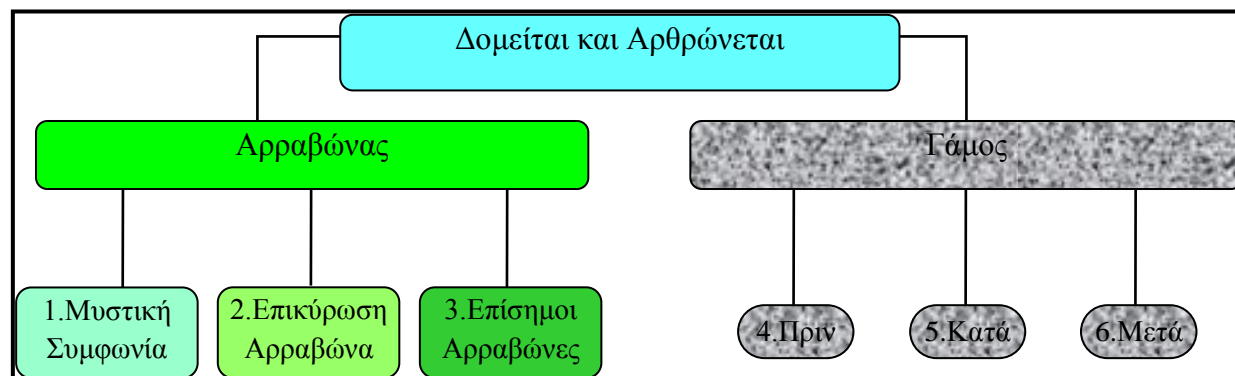 Δομείται και Αρθρώνεται
Αρραβώνας
Γάμος
1.Μυστική
Συμφωνία
2.Επικύρωση
Αρραβώνα
3.Επίσημοι
Αρραβώνες
4.Πριν
5.Κατά
6.Μετά